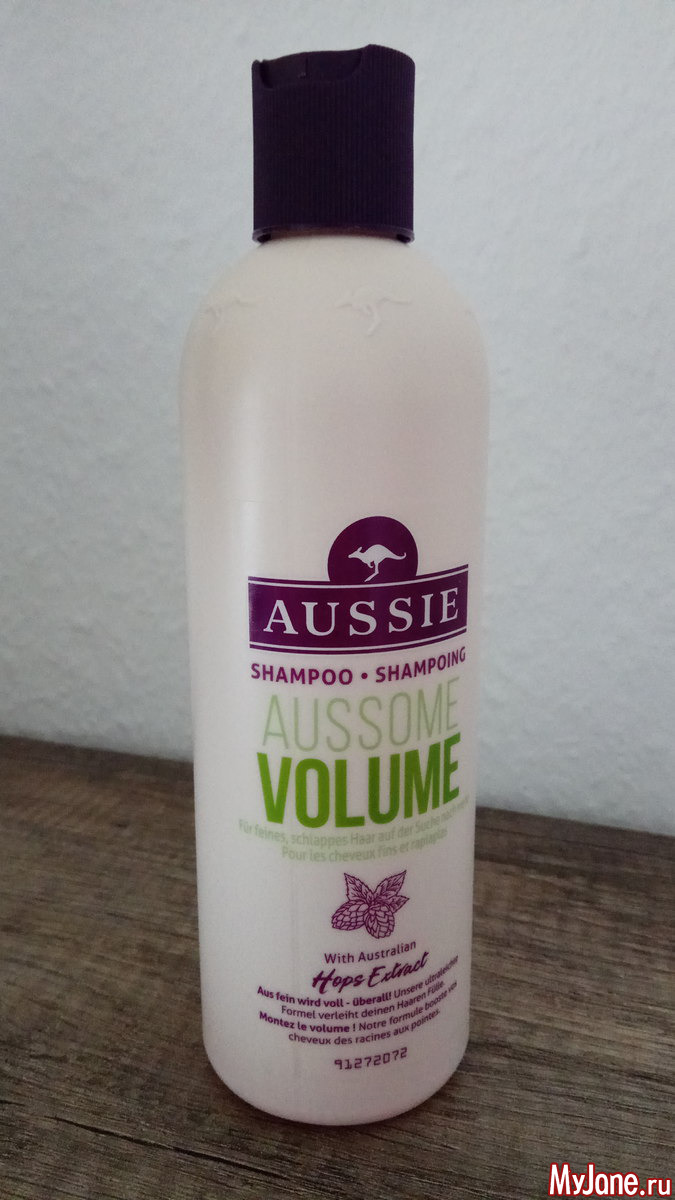 AUSSIE
SHAMPOO • SHAMPOING
AUSSOME
VOLUME
Für feines, schlappes Haar auf der Suche nach mehr
Pour les cheveux fins et raplaplas
With Australian
Hops Extract
Aus fein wird voll - überall! Unsere ultraleichte
Formel verleiht deinen Haaren Fülle.
Montez le volume ! Notre formule booste vos
cheveux des racines aux pointes.
91272072
MyJane.ru